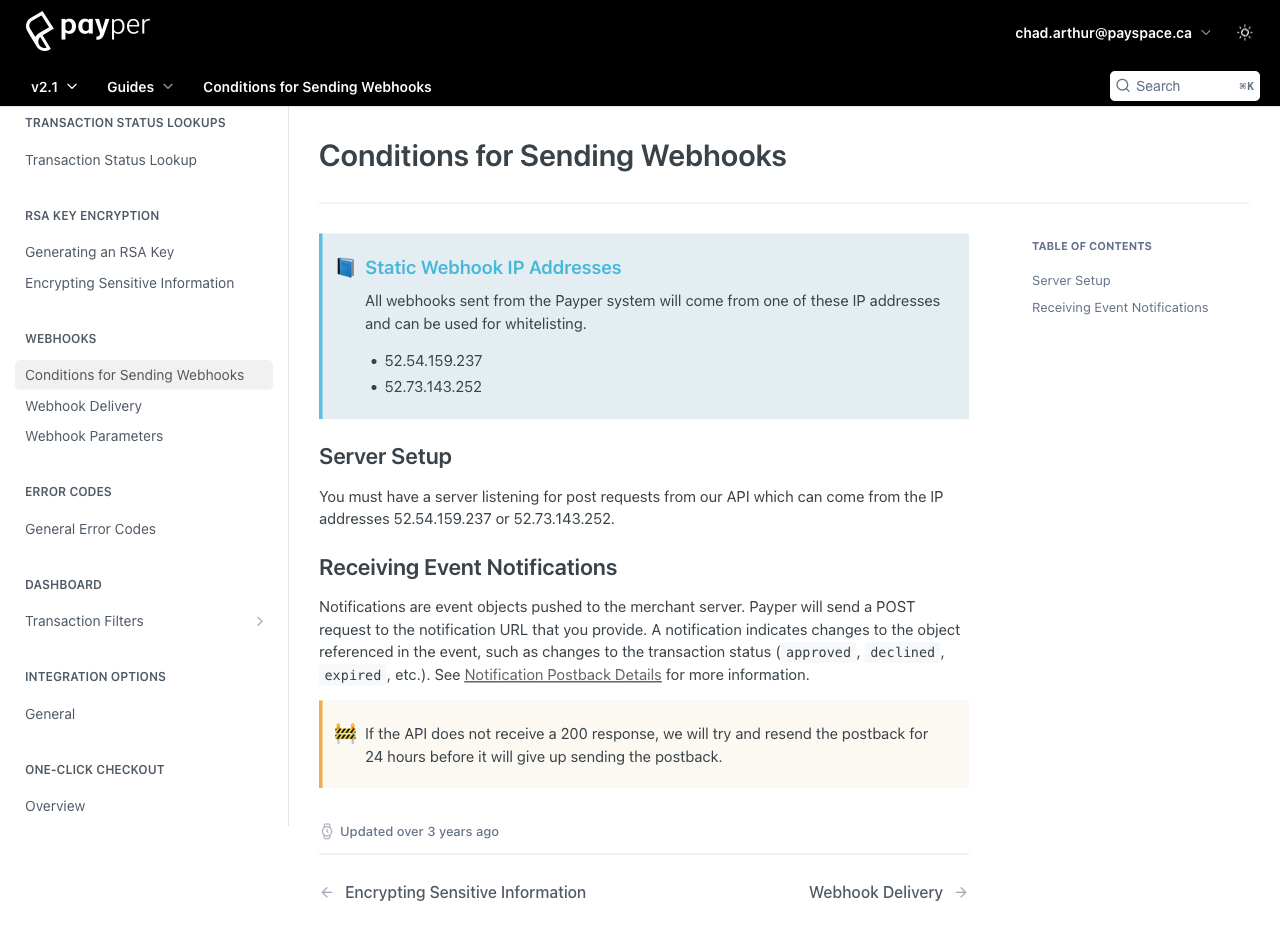 payper
chad.arthur@payspace.ca
v2.1
Guides
Conditions for Sending Webhooks
Search
⌘K
TRANSACTION STATUS LOOKUPS
Transaction Status Lookup
RSA KEY ENCRYPTION
Generating an RSA Key
Encrypting Sensitive Information
WEBHOOKS
Conditions for Sending Webhooks
Webhook Delivery
Webhook Parameters
ERROR CODES
General Error Codes
DASHBOARD
Transaction Filters
INTEGRATION OPTIONS
General
ONE-CLICK CHECKOUT
Overview
Conditions for Sending Webhooks
Static Webhook IP Addresses
All webhooks sent from the Payper system will come from one of these IP addresses
and can be used for whitelisting.
• 52.54.159.237
• 52.73.143.252
Server Setup
You must have a server listening for post requests from our API which can come from the IP
addresses 52.54.159.237 or 52.73.143.252.
Receiving Event Notifications
Notifications are event objects pushed to the merchant server. Payper will send a POST
request to the notification URL that you provide. A notification indicates changes to the object
referenced in the event, such as changes to the transaction status ( approved , declined ,
expired , etc.). See Notification Postback Details for more information.
If the API does not receive a 200 response, we will try and resend the postback for
24 hours before it will give up sending the postback.
Updated over 3 years ago
Encrypting Sensitive Information
Webhook Delivery
TABLE OF CONTENTS
Server Setup
Receiving Event Notifications